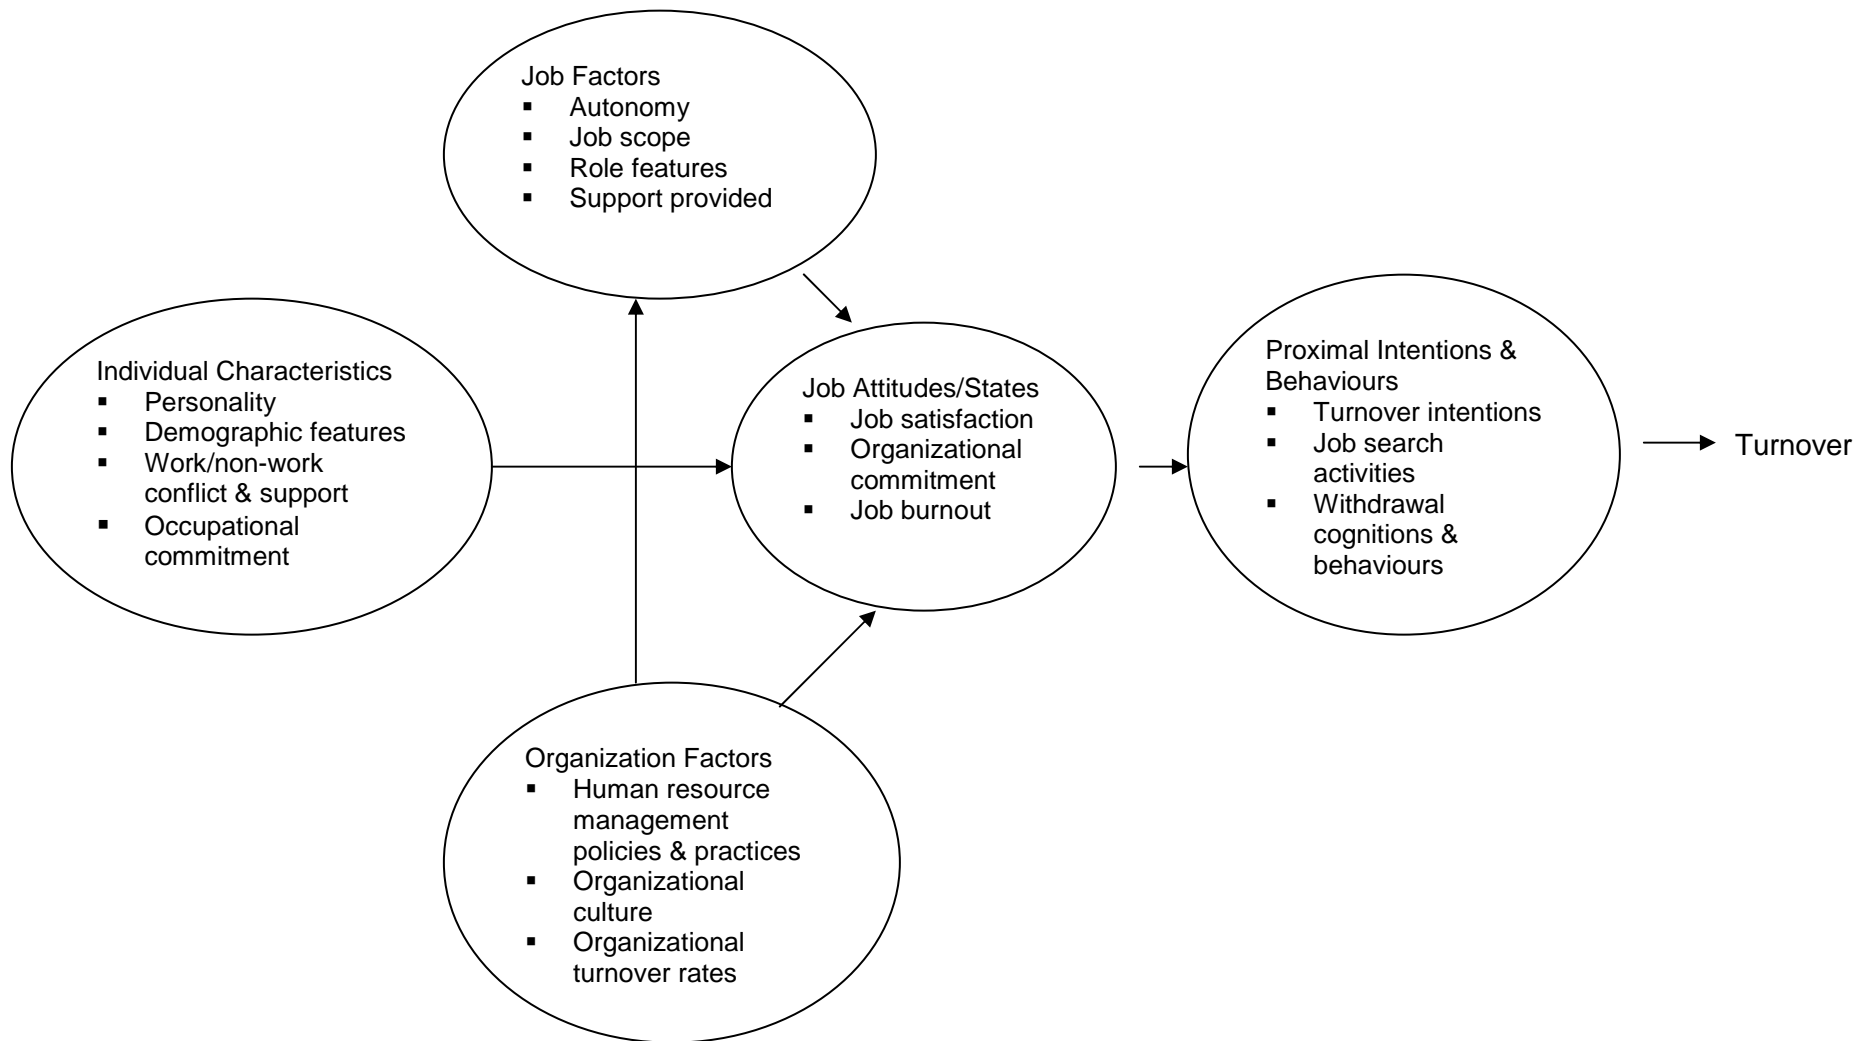 Job Factors
▪ Autonomy
▪ Job scope
▪ Role features
▪ Support provided
Individual Characteristics
▪ Personality
▪ Demographic features
▪ Work/non-work
conflict & support
▪ Occupational
commitment
Job Attitudes/States
▪ Job satisfaction
▪ Organizational
commitment
▪ Job burnout
Proximal Intentions &
Behaviours
▪ Turnover intentions
▪ Job search
activities
▪ Withdrawal
cognitions &
behaviours
Turnover
Organization Factors
▪ Human resource
management
policies & practices
▪ Organizational
culture
▪ Organizational
turnover rates